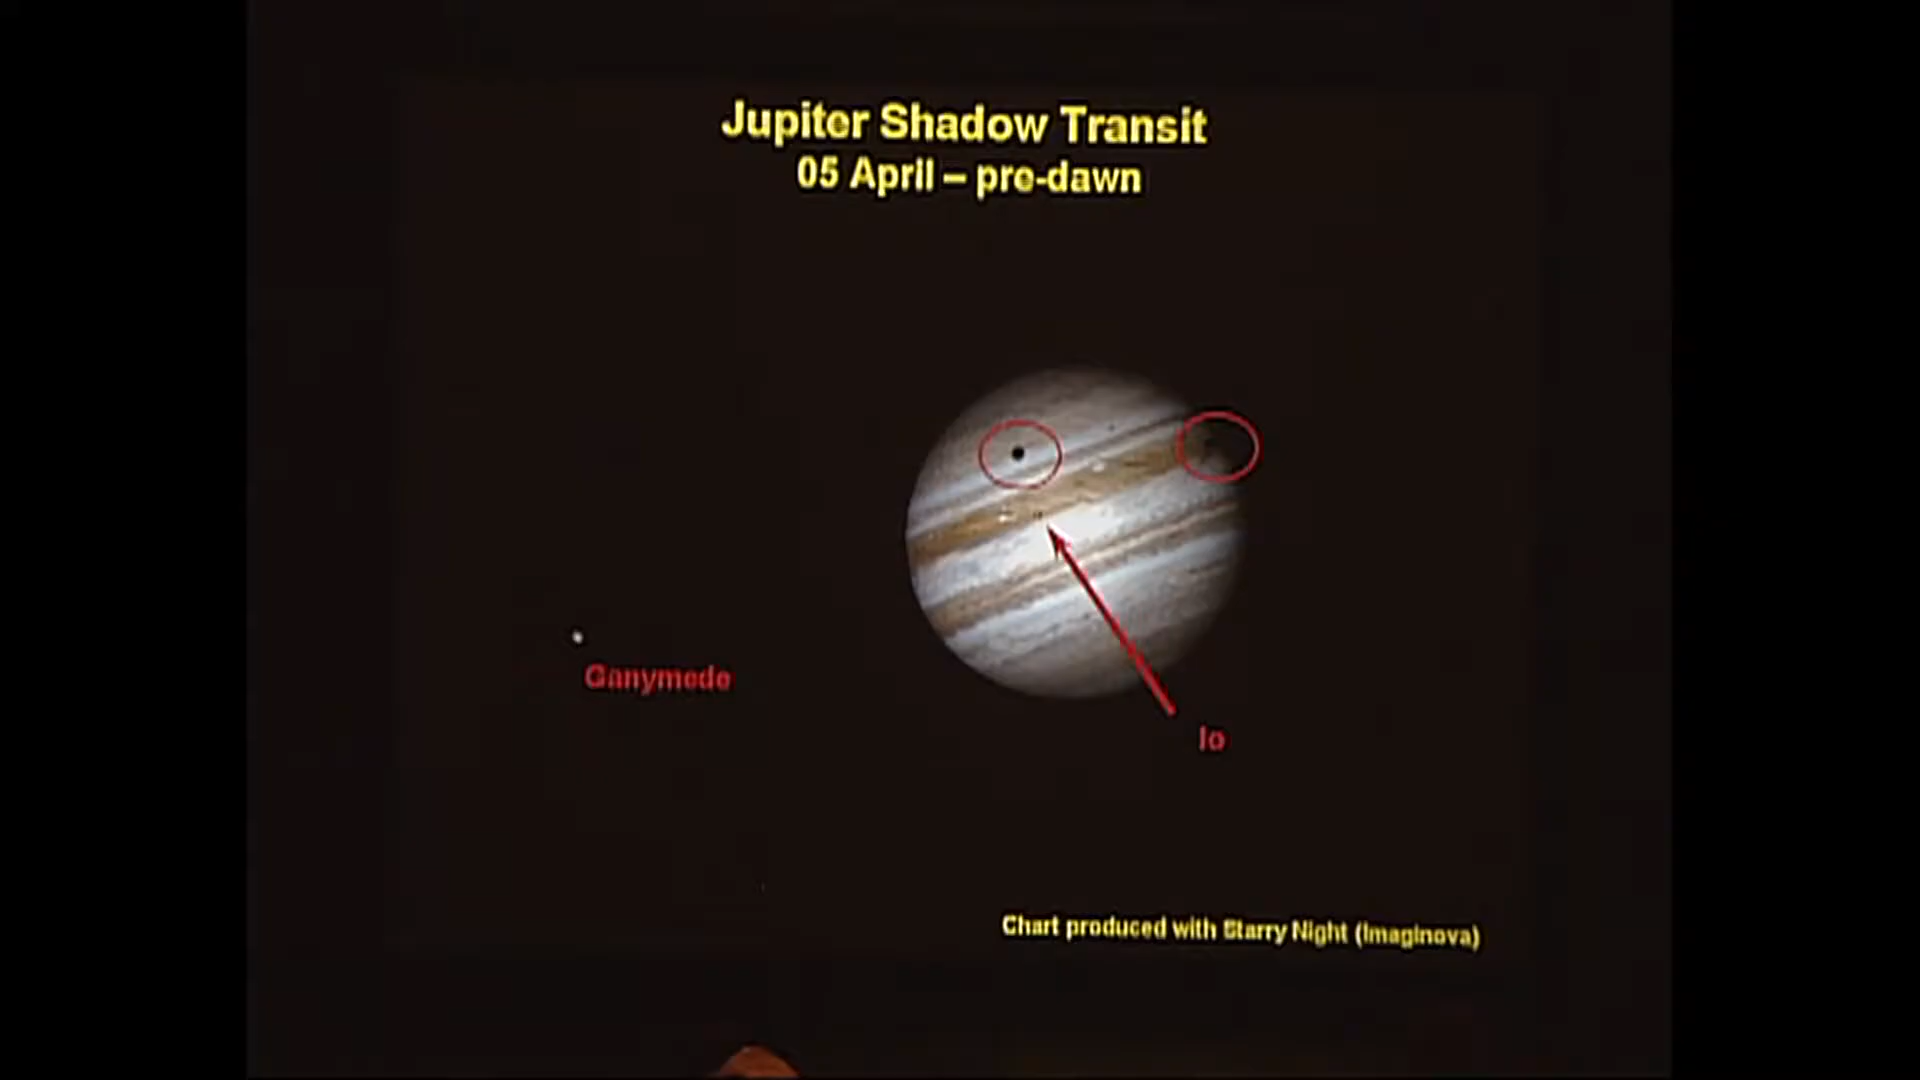 Jupiter Shadow Transit
05 April – pre-dawn
Ganymede
Io
Chart produced with Starry Night (Imaginova)